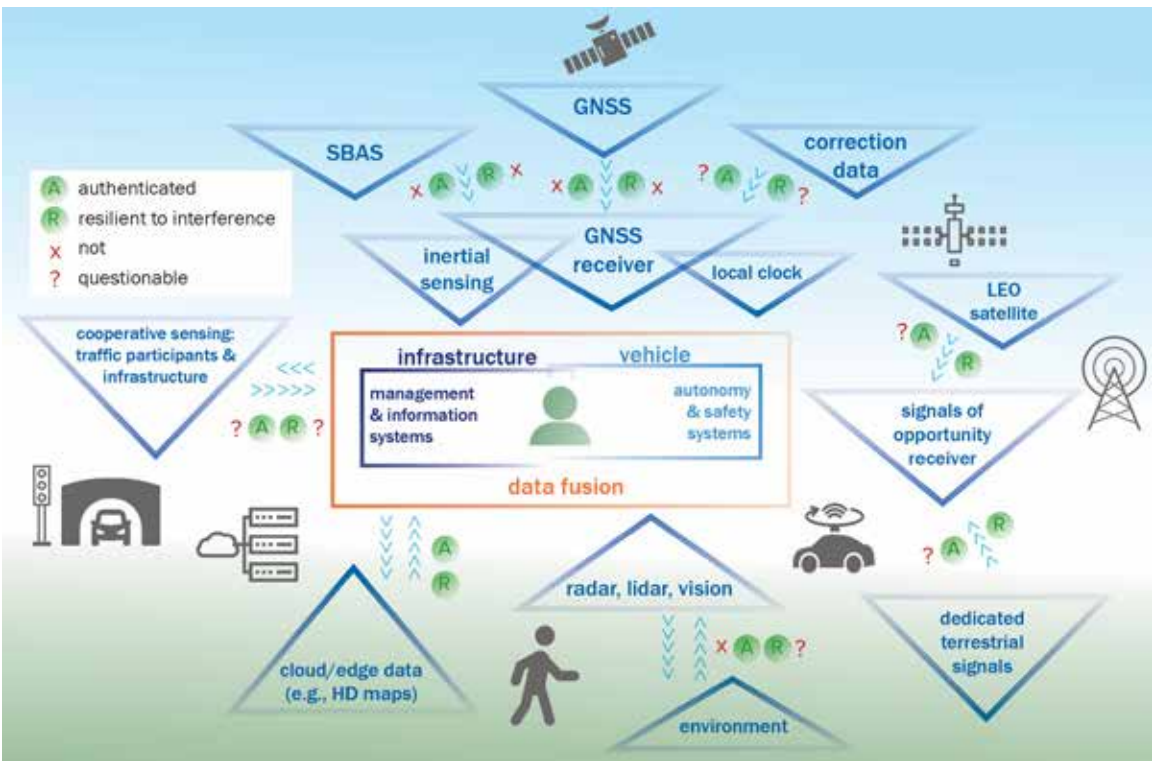 GNSS
SBAS
correction
data
x A R x
x A R x
? A R ?
A authenticated
R resilient to interference
x not
? questionable
inertial
sensing
GNSS
receiver
local clock
LEO
satellite
? A
R
cooperative sensing:
traffic participants &
infrastructure
<<<
>>>>>
? A R ?
infrastructure
vehicle
management
& information
systems
autonomy
& safety
systems
data fusion
signals of
opportunity
receiver
R
? A
A
R
radar, lidar, vision
x A R ?
cloud/edge data
(e.g., HD maps)
environment
dedicated
terrestrial
signals